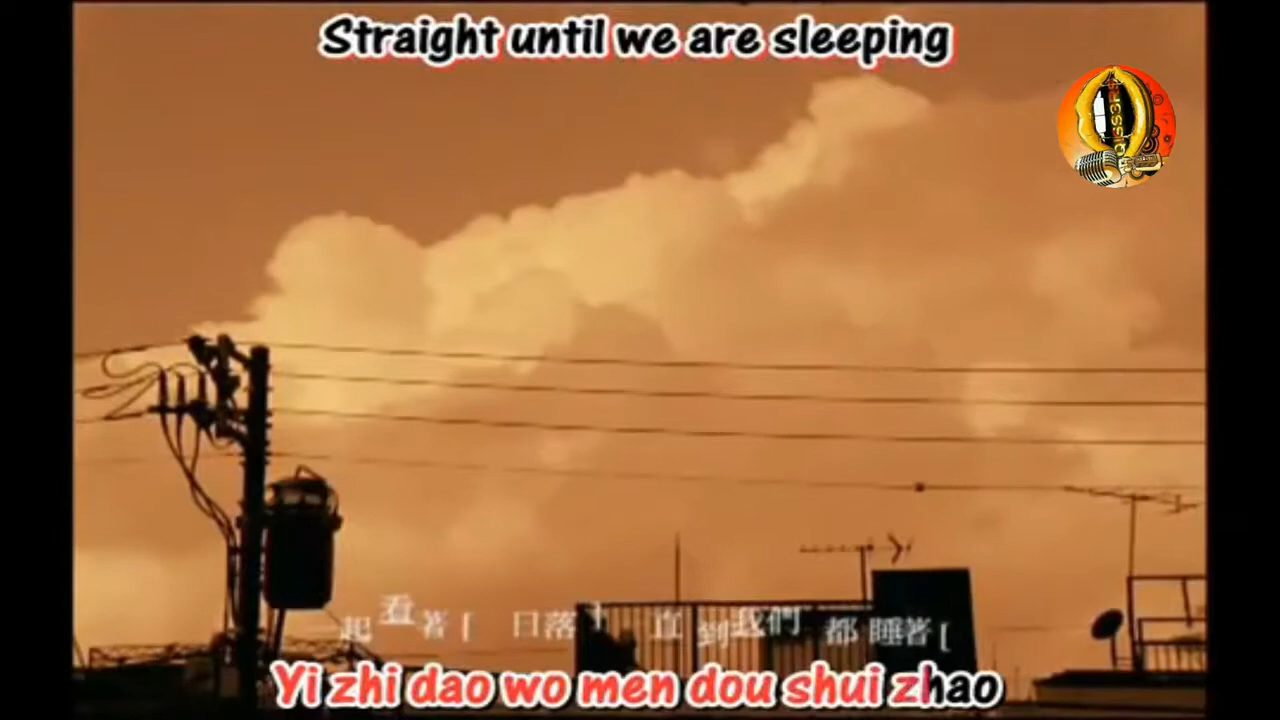 Straight until we are sleeping
起看著 [ 日落 ] 直到我們都睡著 [
Yi zhi dao wo men dou shui zhao